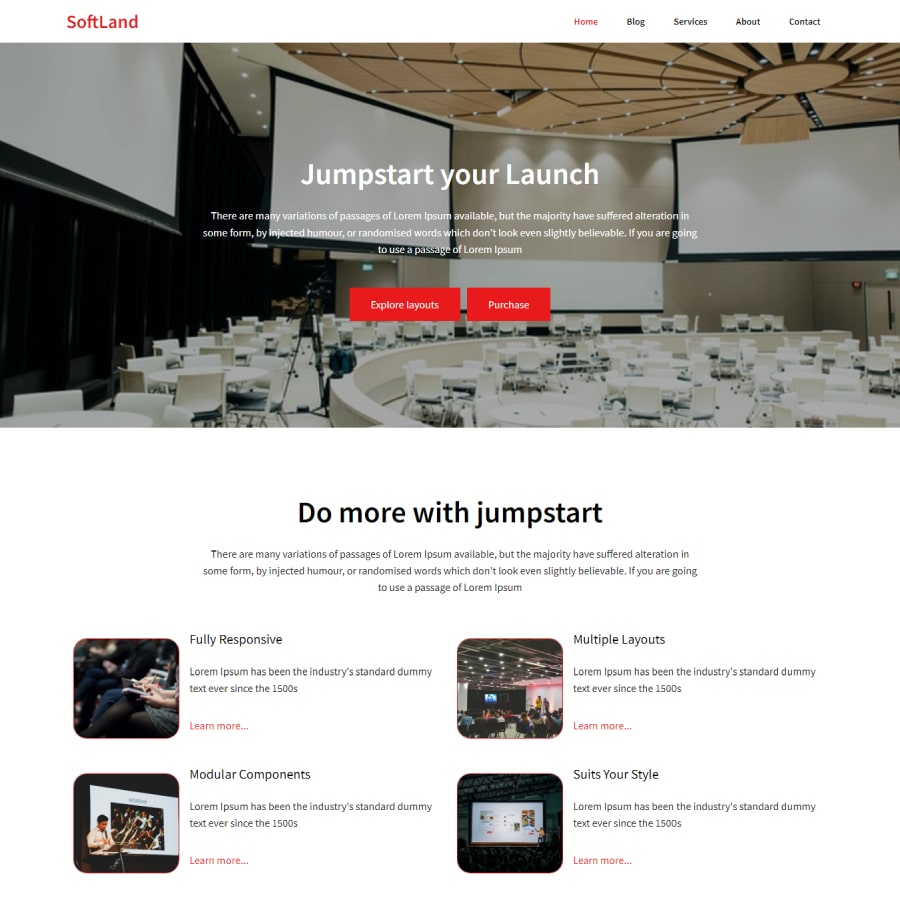 SoftLand
Home Blog Services About Contact
Jumpstart your Launch
There are many variations of passages of Lorem Ipsum available, but the majority have suffered alteration in
some form, by injected humour, or randomised words which don't look even slightly believable. If you are going
to use a passage of Lorem Ipsum
Explore layouts Purchase
Do more with jumpstart
There are many variations of passages of Lorem Ipsum available, but the majority have suffered alteration in
some form, by injected humour, or randomised words which don't look even slightly believable. If you are going
to use a passage of Lorem Ipsum
Fully Responsive
Lorem Ipsum has been the industry's standard dummy
text ever since the 1500s
Learn more...
Multiple Layouts
Lorem Ipsum has been the industry's standard dummy
text ever since the 1500s
Learn more...
Modular Components
Lorem Ipsum has been the industry's standard dummy
text ever since the 1500s
Learn more...
Suits Your Style
Lorem Ipsum has been the industry's standard dummy
text ever since the 1500s
Learn more...